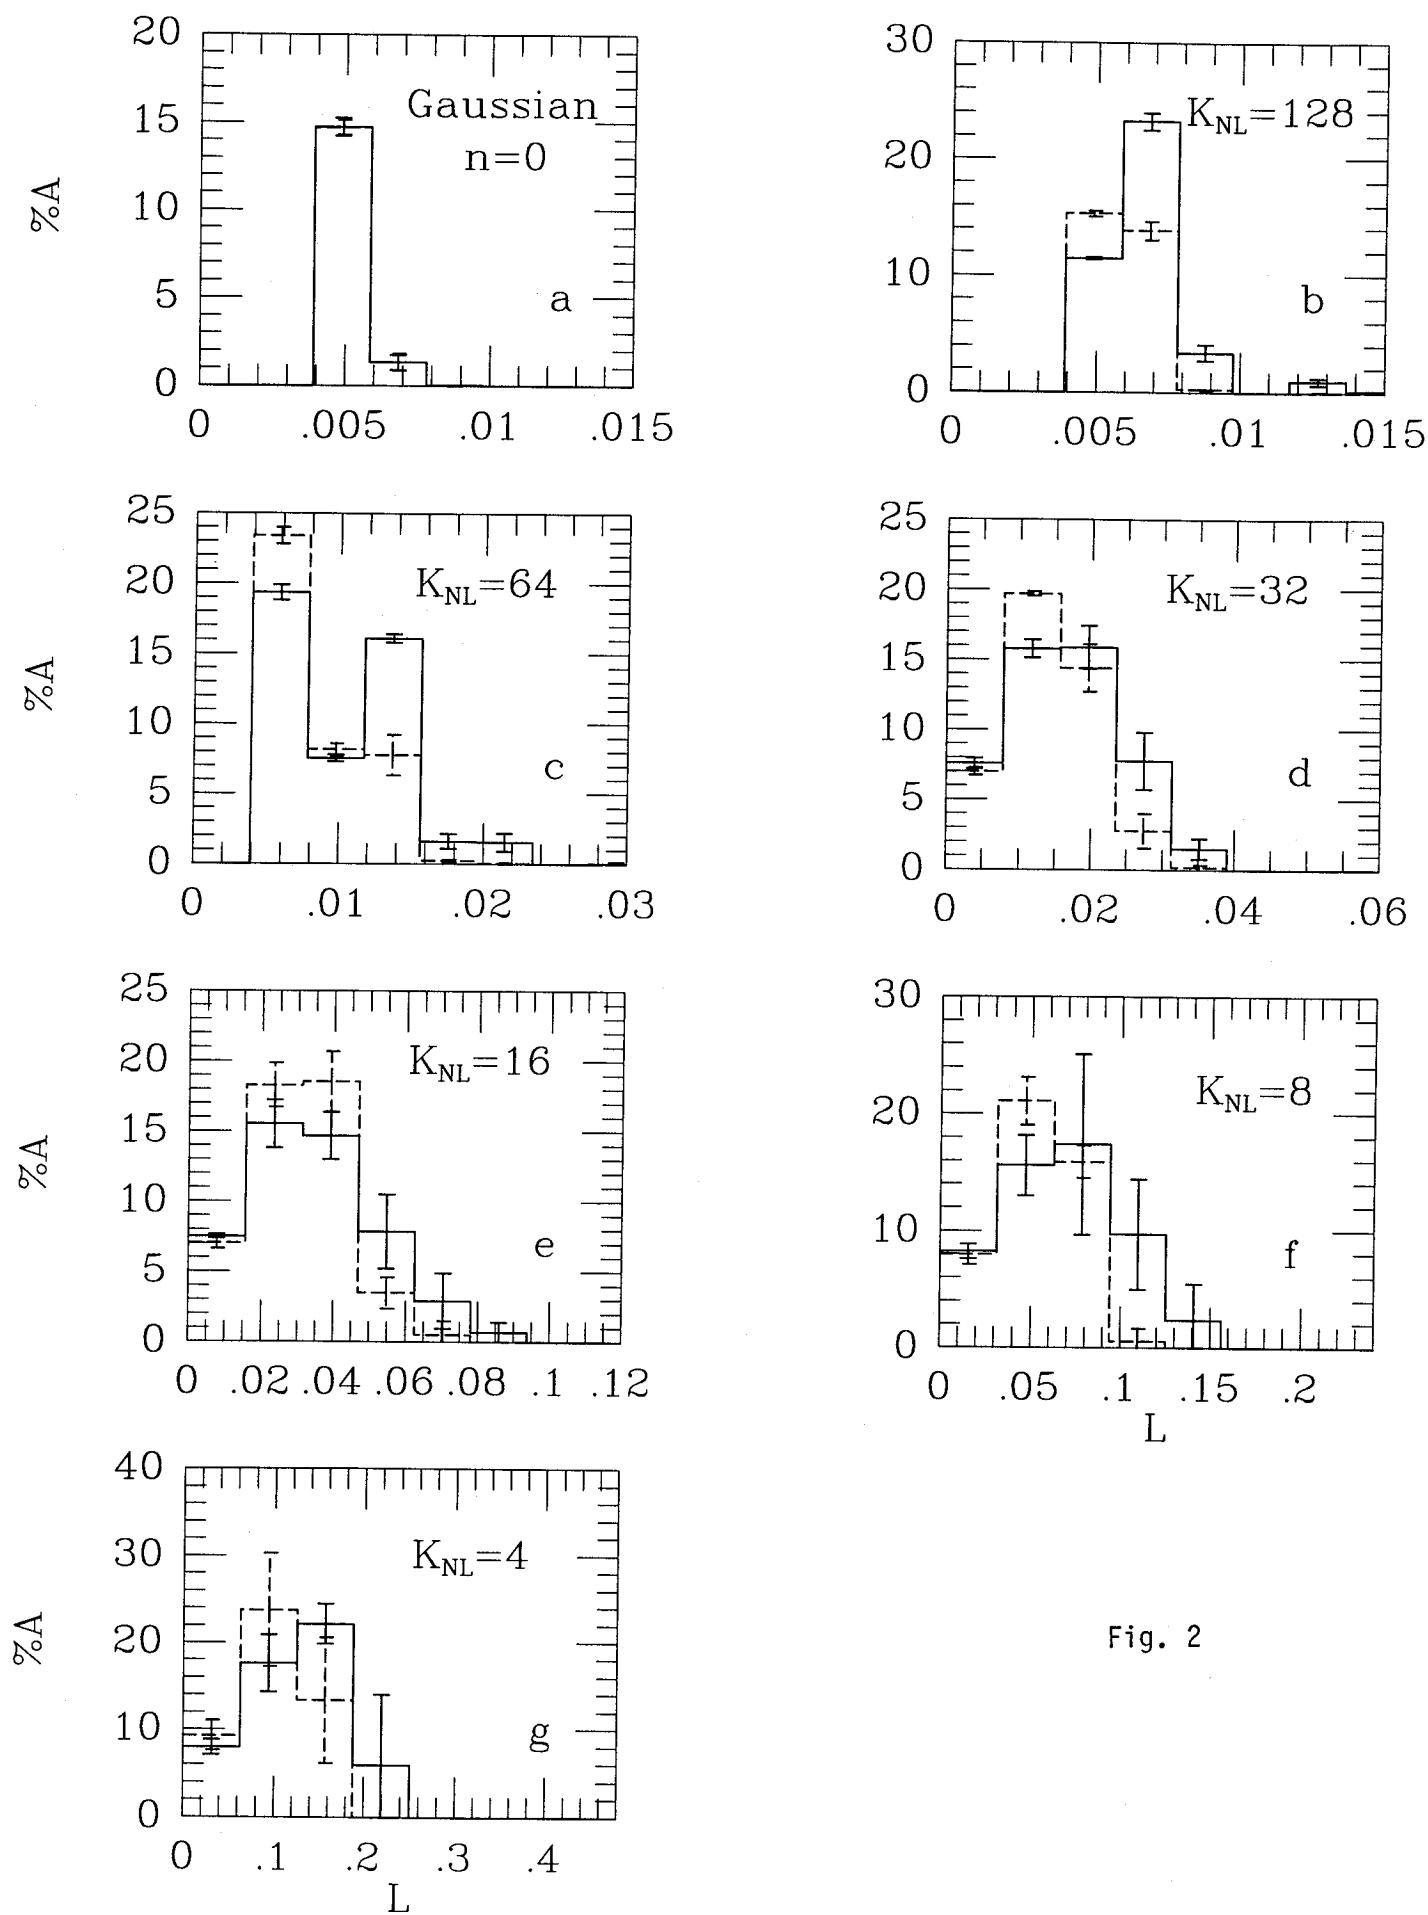 20
15
10
5
0
%A
Gaussian
n=0
a
0 .005 .01 .015
30
20
10
0
K_NL=128
b
0 .005 .01 .015
25
20
15
10
5
0
%A
K_NL=64
c
0 .01 .02 .03
25
20
15
10
5
0
K_NL=32
d
0 .02 .04 .06
25
20
15
10
5
0
%A
K_NL=16
e
0 .02 .04 .06 .08 .1 .12
30
20
10
0
K_NL=8
f
0 .05 .1 .15 .2
L
40
30
20
10
0
%A
K_NL=4
g
0 .1 .2 .3 .4
L
Fig. 2